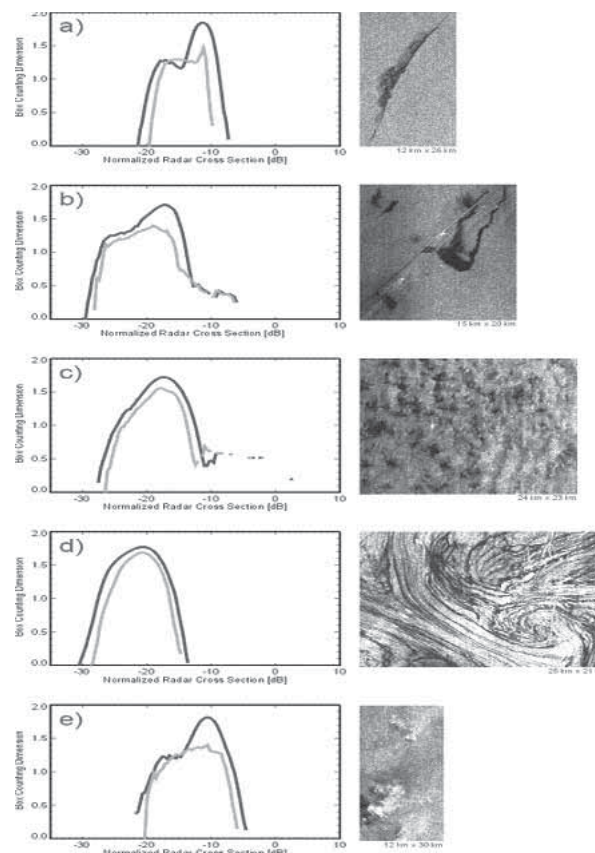 a)
Box Counting Dimension
2.0
1.5
1.0
0.5
0.0
-30 -20 -10 0 10
Normalized Radar Cross Section [dB]
12 km x 26 km
b)
Box Counting Dimension
2.0
1.5
1.0
0.5
0.0
-30 -20 -10 0 10
Normalized Radar Cross Section [dB]
15 km x 20 km
c)
Box Counting Dimension
2.0
1.5
1.0
0.5
0.0
-30 -20 -10 0 10
Normalized Radar Cross Section [dB]
24 km x 23 km
d)
Box Counting Dimension
2.0
1.5
1.0
0.5
0.0
-30 -20 -10 0 10
Normalized Radar Cross Section [dB]
km x 21
e)
Box Counting Dimension
2.0
1.5
1.0
0.5
0.0
-30 -20 -10 0 10
Normalized Radar Cross Section [dB]
12 km x 30 km